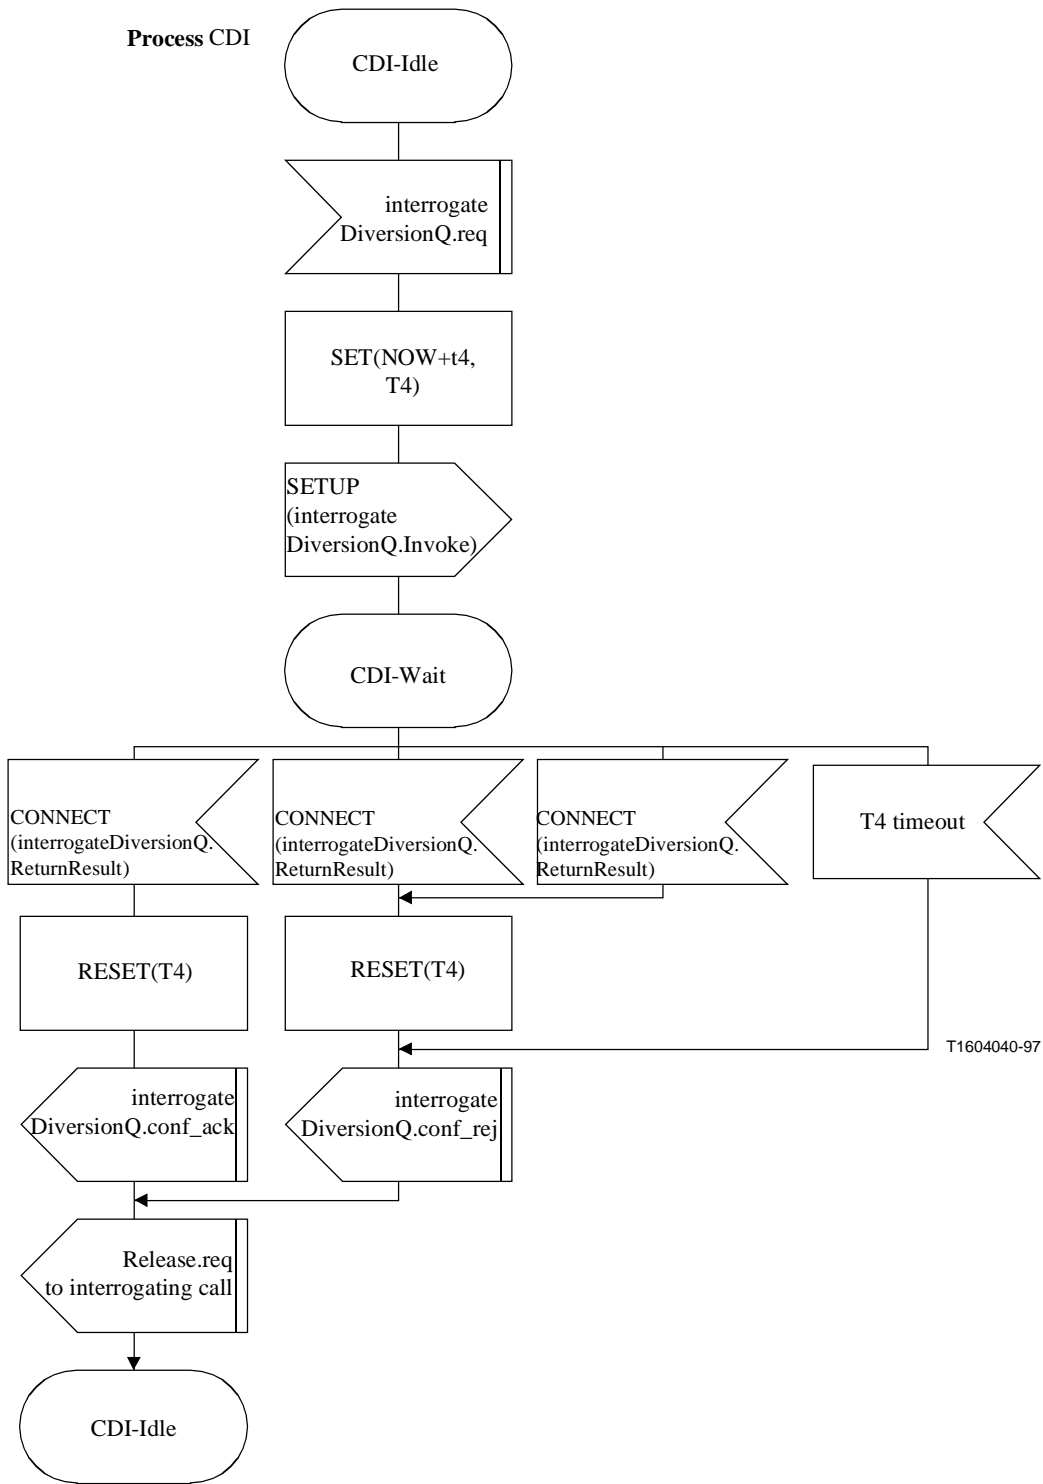 Process CDI
CDI-Idle
interrogate
DiversionQ.req
SET(NOW+t4,
T4)
SETUP
(interrogate
DiversionQ.Invoke)
CDI-Wait
CONNECT
(interrogateDiversionQ.
ReturnResult)
CONNECT
(interrogateDiversionQ.
ReturnResult)
CONNECT
(interrogateDiversionQ.
ReturnResult)
T4 timeout
RESET(T4)
RESET(T4)
T1604040-97
interrogate
DiversionQ.conf_ack
interrogate
DiversionQ.conf_rej
Release.req
to interrogating call
CDI-Idle